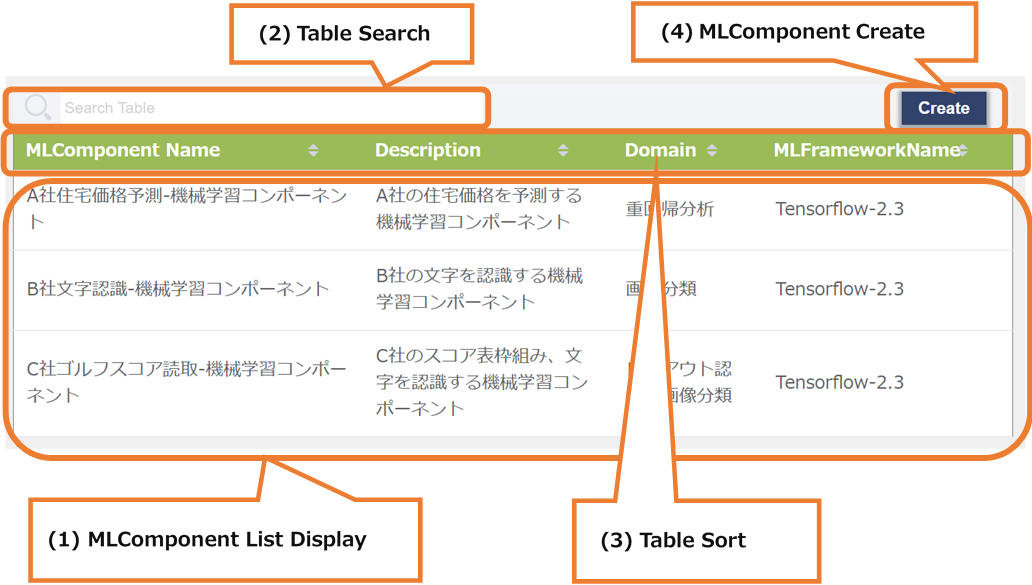 (2) Table Search
(4) MLComponent Create
Search Table
Create
MLComponent Name Description Domain MLFrameworkName
A社住宅価格予測-機械学習コンポーネン
ト
A社の住宅価格を予測する
機械学習コンポーネント
重回帰分析
Tensorflow-2.3
B社文字認識-機械学習コンポーネント
B社の文字を認識する機械
学習コンポーネント
分類
Tensorflow-2.3
C社ゴルフスコア読取-機械学習コンポー
ネント
C社のスコア表枠組み、文
字を認識する機械学習コン
ポーネント
アウト認
画像分類
Tensorflow-2.3
(1) MLComponent List Display
(3) Table Sort